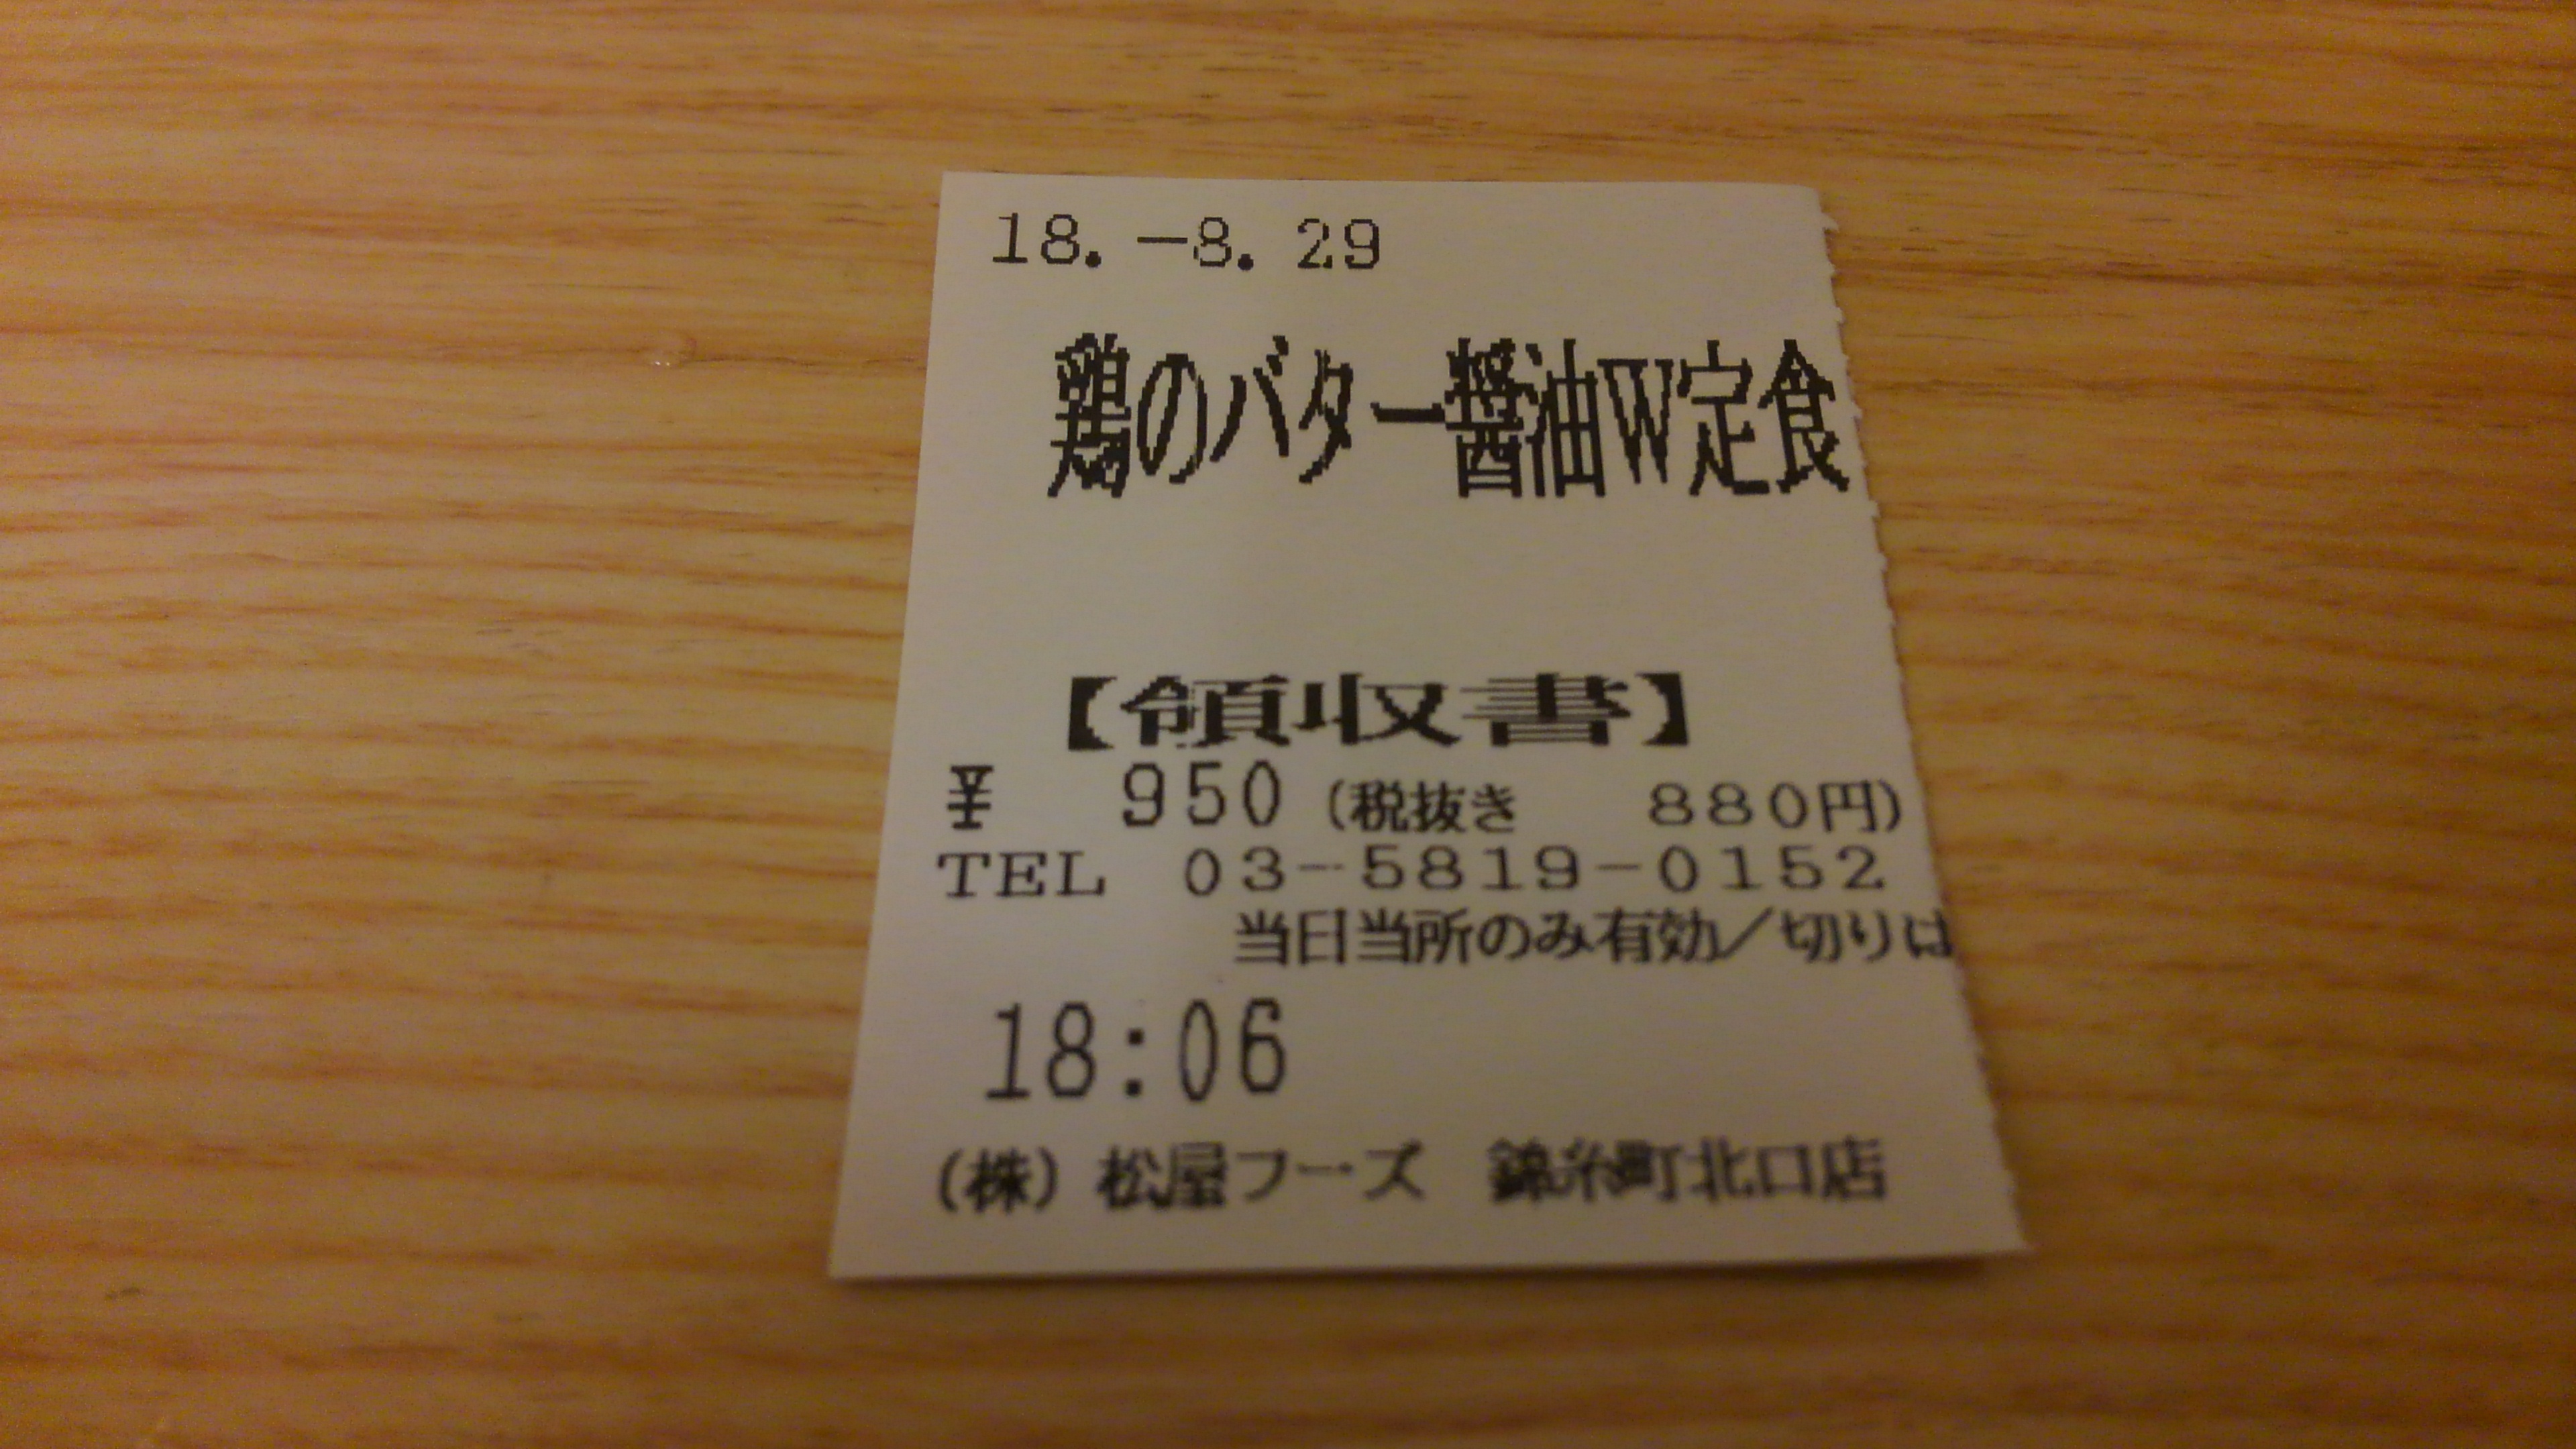 18.-8.29
鶏のバター醤油W定食
【領収書】
¥ 950(税抜き 880円)
TEL 03-5819-0152
当日当所のみ有効/切りは
18:06
(株)松屋フーズ 錦糸町北口店